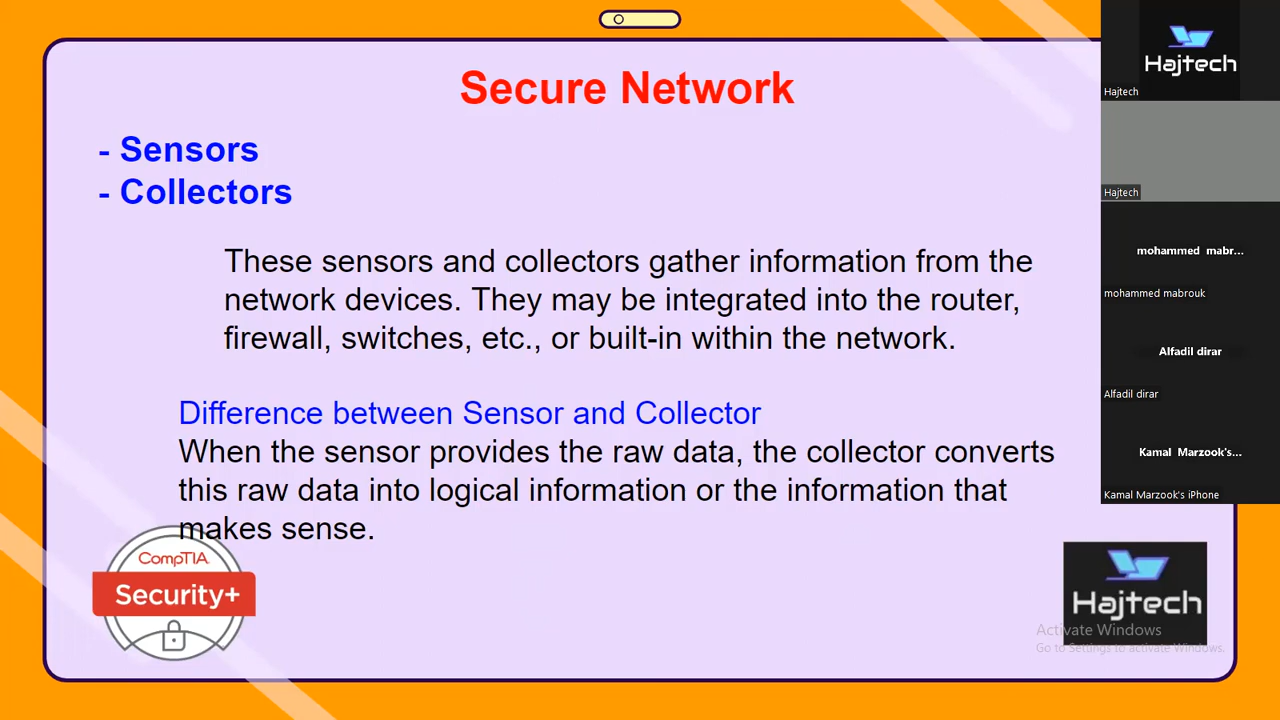 Secure Network
- Sensors
- Collectors
These sensors and collectors gather information from the
network devices. They may be integrated into the router,
firewall, switches, etc., or built-in within the network.
Difference between Sensor and Collector
When the sensor provides the raw data, the collector converts
this raw data into logical information or the information that
makes sense.
CompTIA.
Security+
Hajtech
Activate Windows
Go to Settings to activate Windows.
Hajtech
Hajtech
Hajtech
mohammed mabr...
mohammed mabrouk
Alfadil dirar
Alfadil dirar
Kamal Marzook's...
Kamal Marzook's iPhone